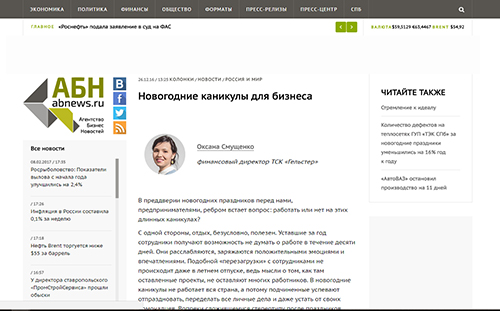 ЭКОНОМИКА ПОЛИТИКА ФИНАНСЫ ОБЩЕСТВО ФОРМАТЫ ПРЕСС-РЕЛИЗЫ ПРЕСС-ЦЕНТР СПБ
ГЛАВНОЕ «Роснефть» подала заявление в суд на ФАС
ВАЛЮТА $59,5129 €63,4467 BRENT $54,92
АБН
abnews.ru
Агентство
Бизнес
Новостей
Все новости
08.02.2017 / 17:35
Росрыболовство: Показатели
вылова с начала года
улучшились на 2,4%
/ 17:26
Инфляция в России составила
0,1% за неделю
/ 17:18
Нефть Brent торгуется ниже
$55 за баррель
/ 16:57
У директора ставропольского
«ПромСтройСервиса» прошли
обыски
26.12.16 / 13:25 КОЛОНКИ / НОВОСТИ / РОССИЯ И МИР
Новогодние каникулы для бизнеса
Оксана Смущенко
финансовый директор ТСК «Гельстер»
В преддверии новогодних праздников перед нами,
предпринимателями, ребром встает вопрос: работать или нет на этих
длинных каникулах?
С одной стороны, отдых, безусловно, полезен. Уставшие за год
сотрудники получают возможность не думать о работе в течение десяти
дней. Они расслабляются, заряжаются положительными эмоциями и
впечатлениями. Подобной «перезагрузки» с сотрудниками не
происходит даже в летнем отпуске, ведь мысли о том, как там
оставленные проекты, не оставляют многих работников. В новогодние
каникулы не работает вся страна, а потому подчиненные успевают
отпраздновать, переделать все личные дела и даже устать от своих
ЧИТАЙТЕ ТАКЖЕ
Стремление к идеалу
Количество дефектов на
теплосетях ГУП «ТЭК СПб» за
новогодние праздники
уменьшились на 16% год
к году
«АвтоВАЗ» остановил
производство на 11 дней